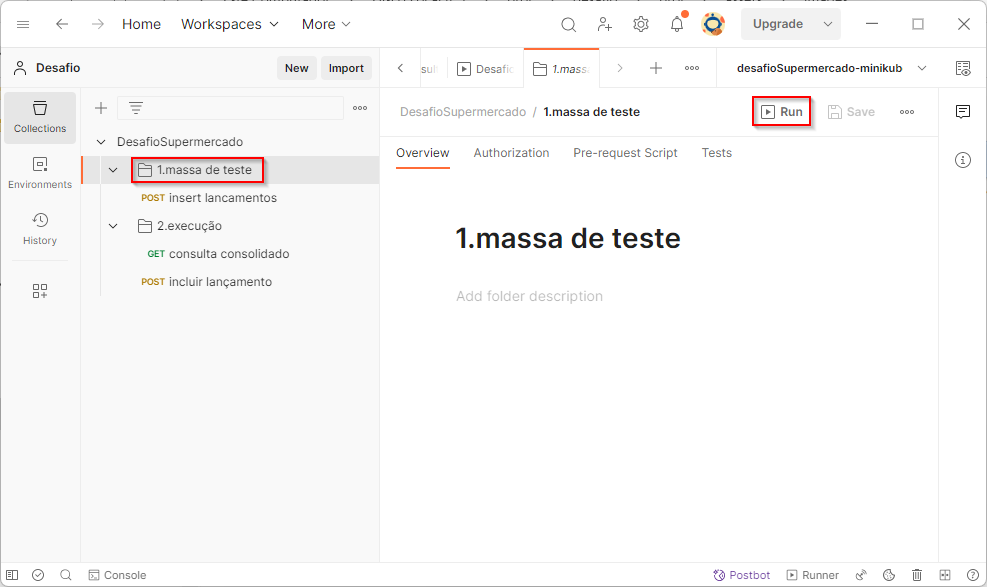 Home Workspaces More Upgrade
Desafio New Import
Desafio 1.mass desafioSupermercado-minikub
Collections
Environments
History
DesafioSupermercado
1.massa de teste
POST insert lancamentos
2.execução
GET consulta consolidado
POST incluir lançamento
DesafioSupermercado / 1.massa de teste Run Save
Overview Authorization Pre-request Script Tests
1.massa de teste
Add folder description
Console Postbot Runner